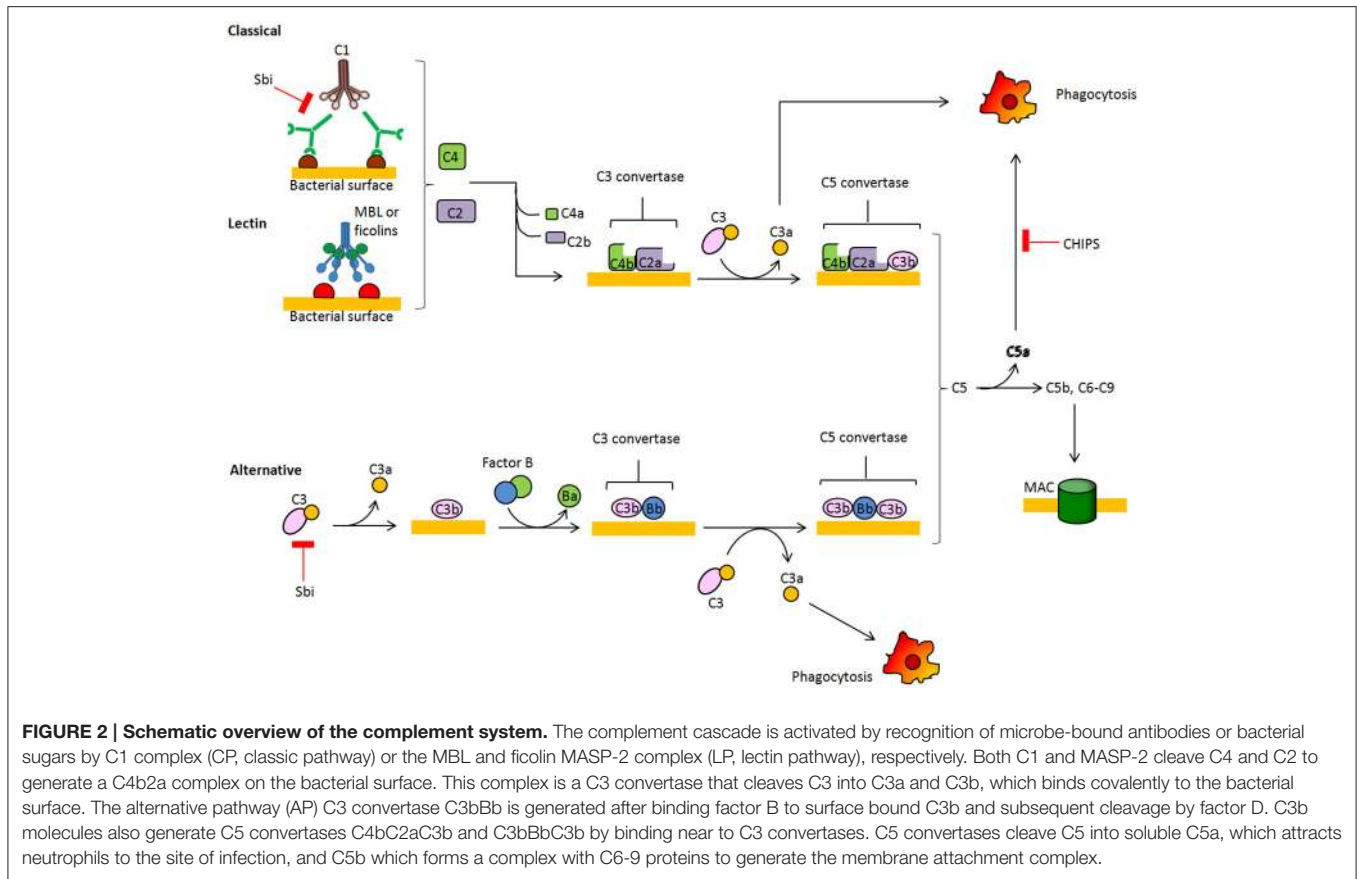 Classical
C1
Sbi
Bacterial surface
Lectin
MBL or
ficolins
Bacterial surface
C4
C2
C4a
C2b
C3 convertase
C4b
C2a
C3
C3a
C5 convertase
C4b
C2a
C3b
Phagocytosis
CHIPS
C5a
C5
C5b, C6-C9
MAC
Alternative
C3
C3a
Sbi
C3b
Factor B
Ba
C3 convertase
C3b
Bb
C3
C3a
C5 convertase
C3b
Bb
C3b
Phagocytosis
FIGURE 2 | Schematic overview of the complement system. The complement cascade is activated by recognition of microbe-bound antibodies or bacterial
sugars by C1 complex (CP, classic pathway) or the MBL and ficolin MASP-2 complex (LP, lectin pathway), respectively. Both C1 and MASP-2 cleave C4 and C2 to
generate a C4b2a complex on the bacterial surface. This complex is a C3 convertase that cleaves C3 into C3a and C3b, which binds covalently to the bacterial
surface. The alternative pathway (AP) C3 convertase C3bBb is generated after binding factor B to surface bound C3b and subsequent cleavage by factor D. C3b
molecules also generate C5 convertases C4bC2aC3b and C3bBbC3b by binding near to C3 convertases. C5 convertases cleave C5 into soluble C5a, which attracts
neutrophils to the site of infection, and C5b which forms a complex with C6-9 proteins to generate the membrane attachment complex.